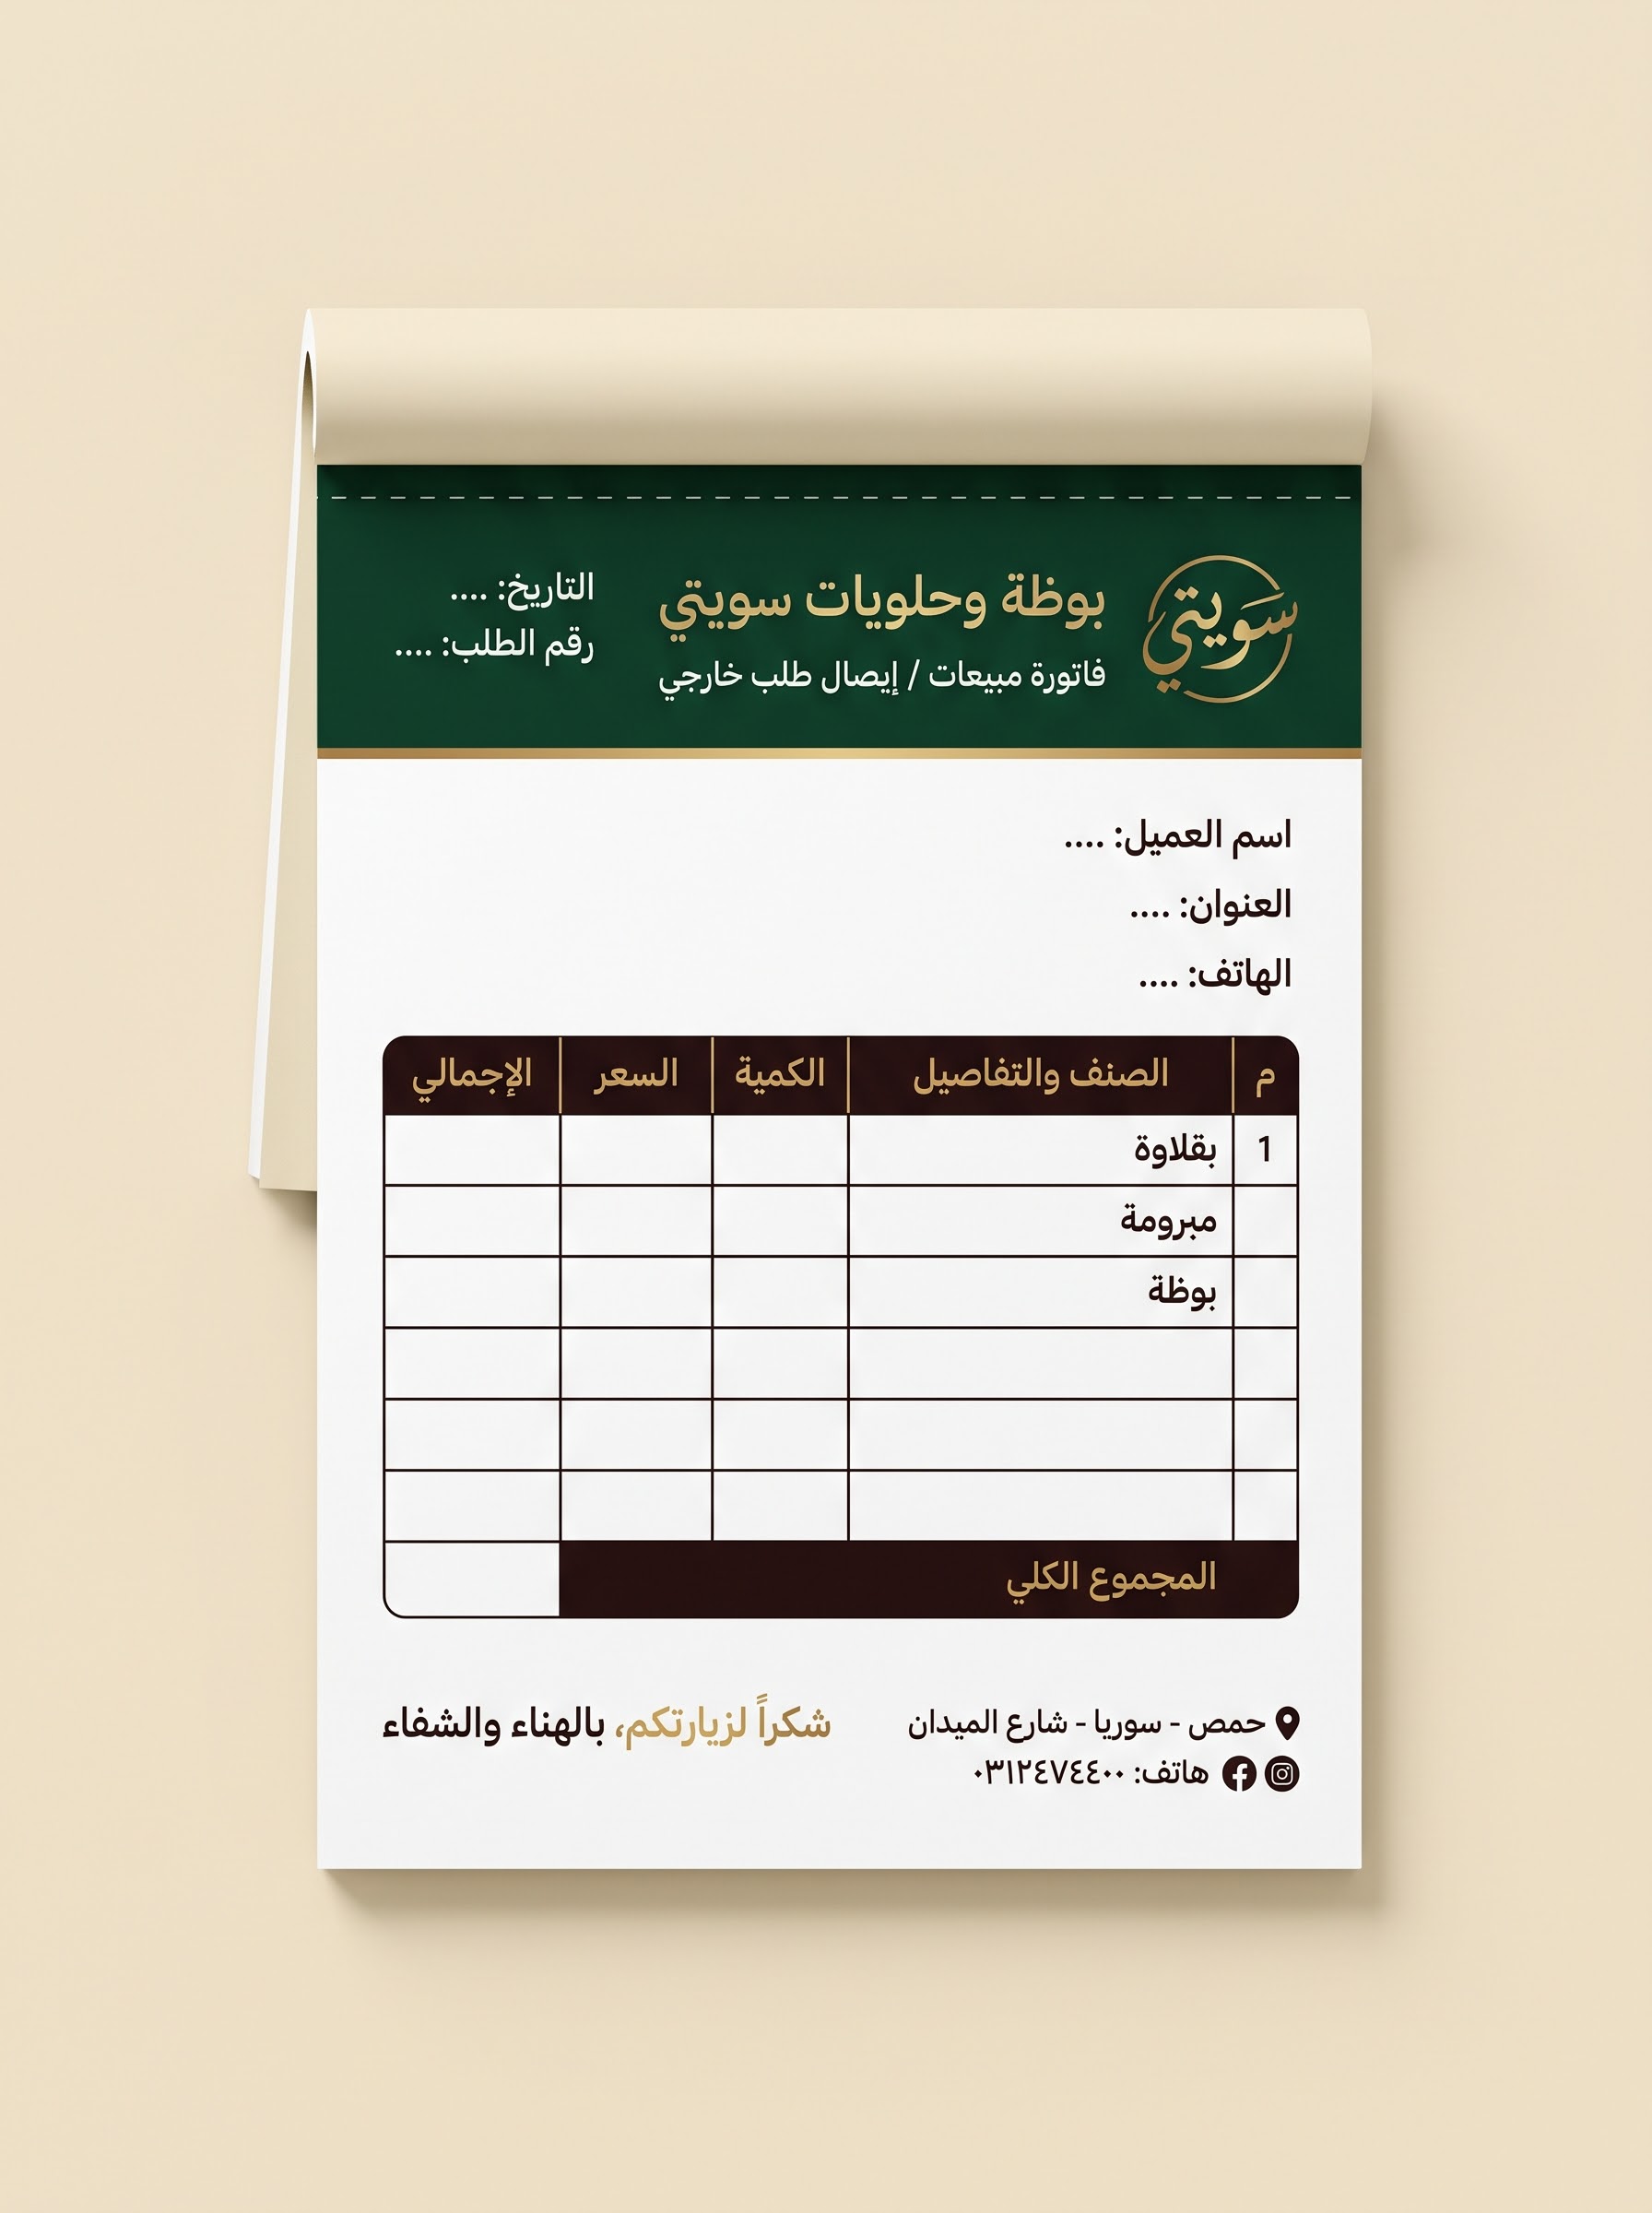 سويتي
بوظة وحلويات سويتي
فاتورة مبيعات / إيصال طلب خارجي
التاريخ: ....
رقم الطلب: ....
اسم العميل: ....
العنوان: ....
الهاتف: ....
م الصنف والتفاصيل الكمية السعر الإجمالي
1 بقلاوة
مبرومة
بوظة
المجموع الكلي
حمص - سوريا - شارع الميدان
هاتف: ٠٣١٢٤٧٤٤٠٠
شكراً لزيارتكم، بالهناء والشفاء